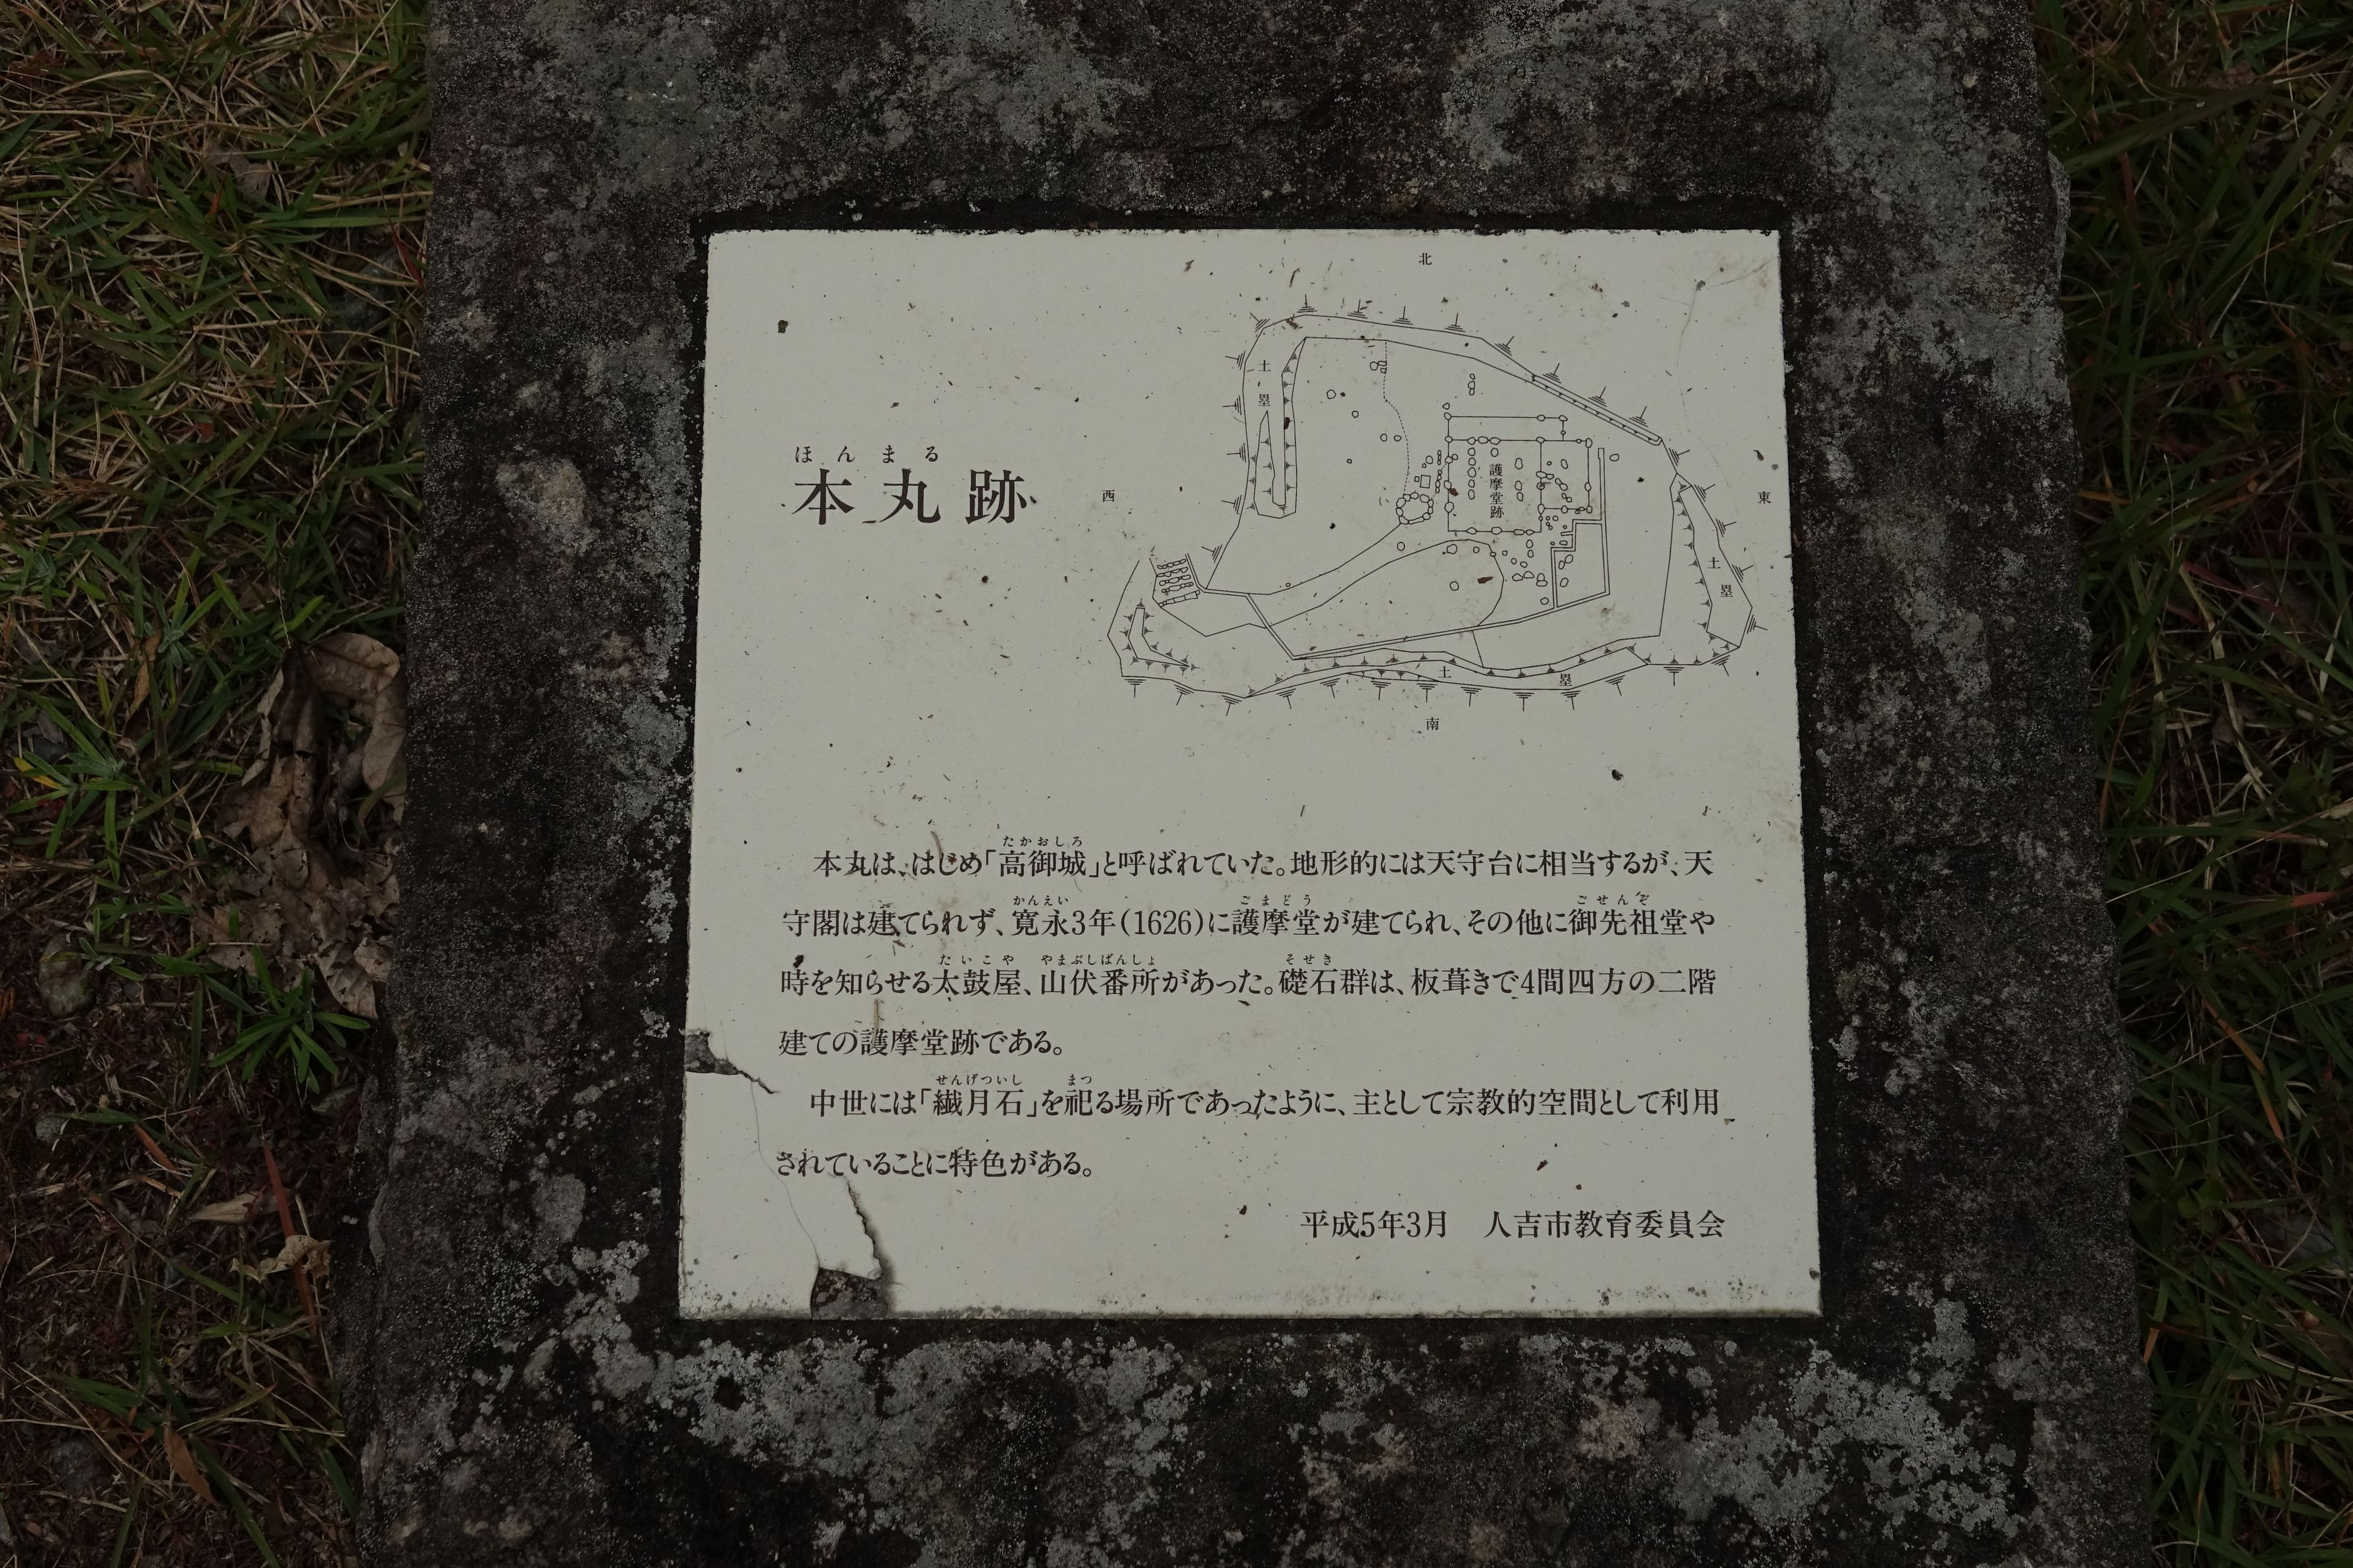 北
土
塁
ほんまる
本丸跡
西
護摩堂跡
東
土
塁
土
塁
南
たかおしろ
本丸は、はじめ「高御城」と呼ばれていた。地形的には天守台に相当するが、天
かんえい ごまどう ごせんぞ
守閣は建てられず、寛永3年(1626)に護摩堂が建てられ、その他に御先祖堂や
たいこや やまぶしばんしょ そせき
時を知らせる太鼓屋、山伏番所があった。礎石群は、板葺きで4間四方の二階
建ての護摩堂跡である。
せんげついし まつ
中世には「繊月石」を祀る場所であったように、主として宗教的空間として利用
されていることに特色がある。
平成5年3月 人吉市教育委員会